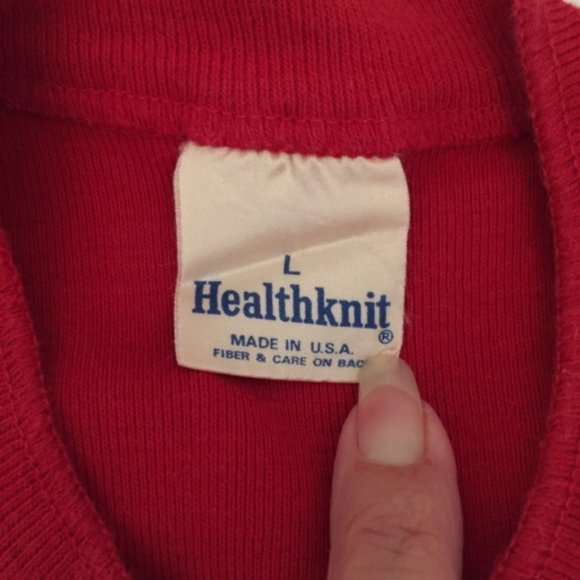 L
Healthknit®
MADE IN U.S.A.
FIBER & CARE ON